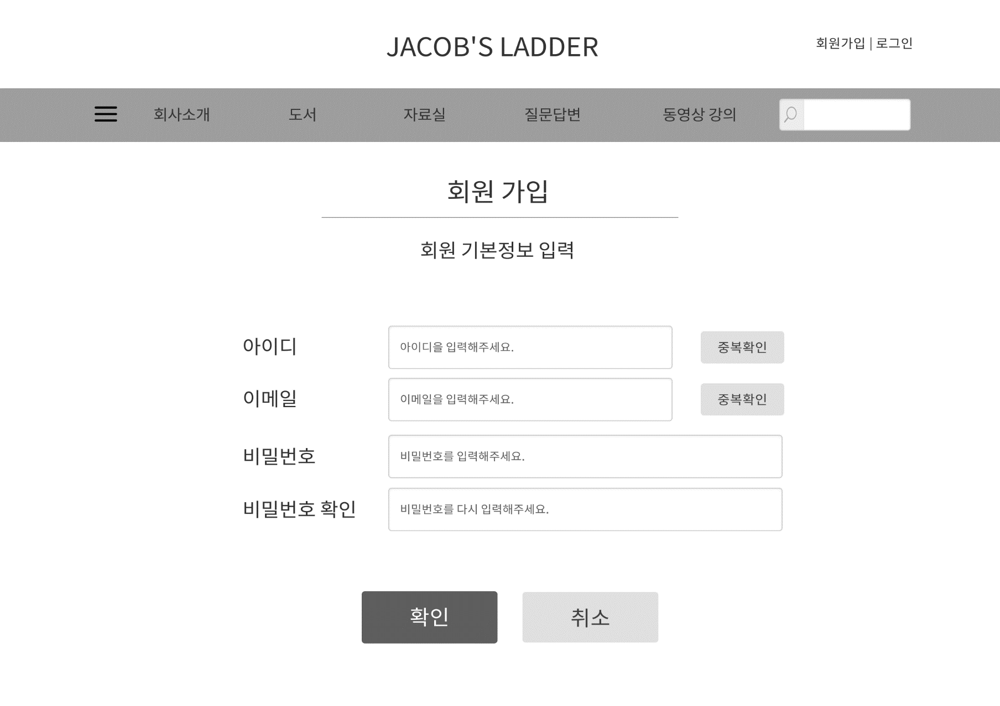 JACOB'S LADDER
회원가입 | 로그인
회사소개 도서 자료실 질문답변 동영상 강의
회원 가입
회원 기본정보 입력
아이디 아이디을 입력해주세요. 중복확인
이메일 이메일을 입력해주세요. 중복확인
비밀번호 비밀번호를 입력해주세요.
비밀번호 확인 비밀번호를 다시 입력해주세요.
확인 취소